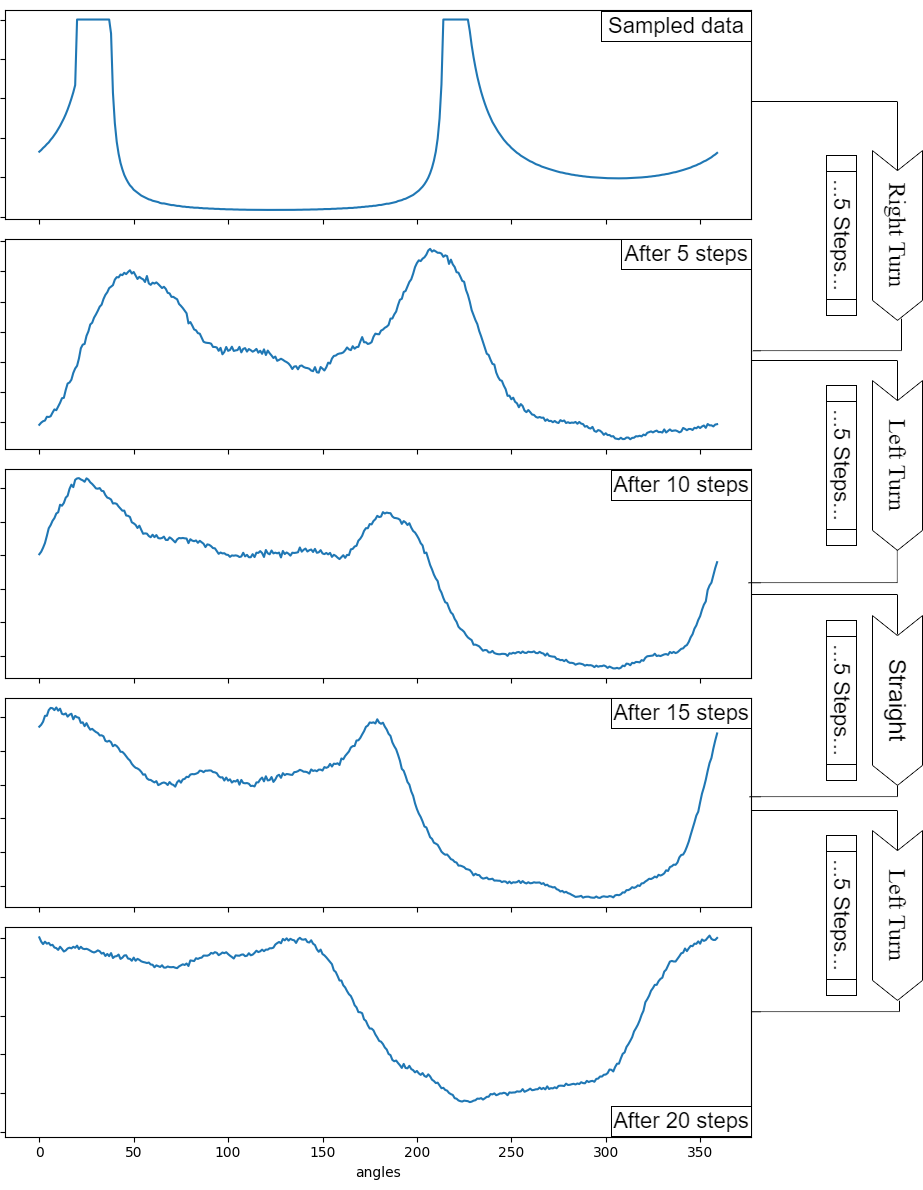 Sampled data
Right Turn
...5 Steps...
After 5 steps
Left Turn
...5 Steps...
After 10 steps
Straight
...5 Steps...
After 15 steps
Left Turn
...5 Steps...
After 20 steps
0 50 100 150 200 250 300 350
angles